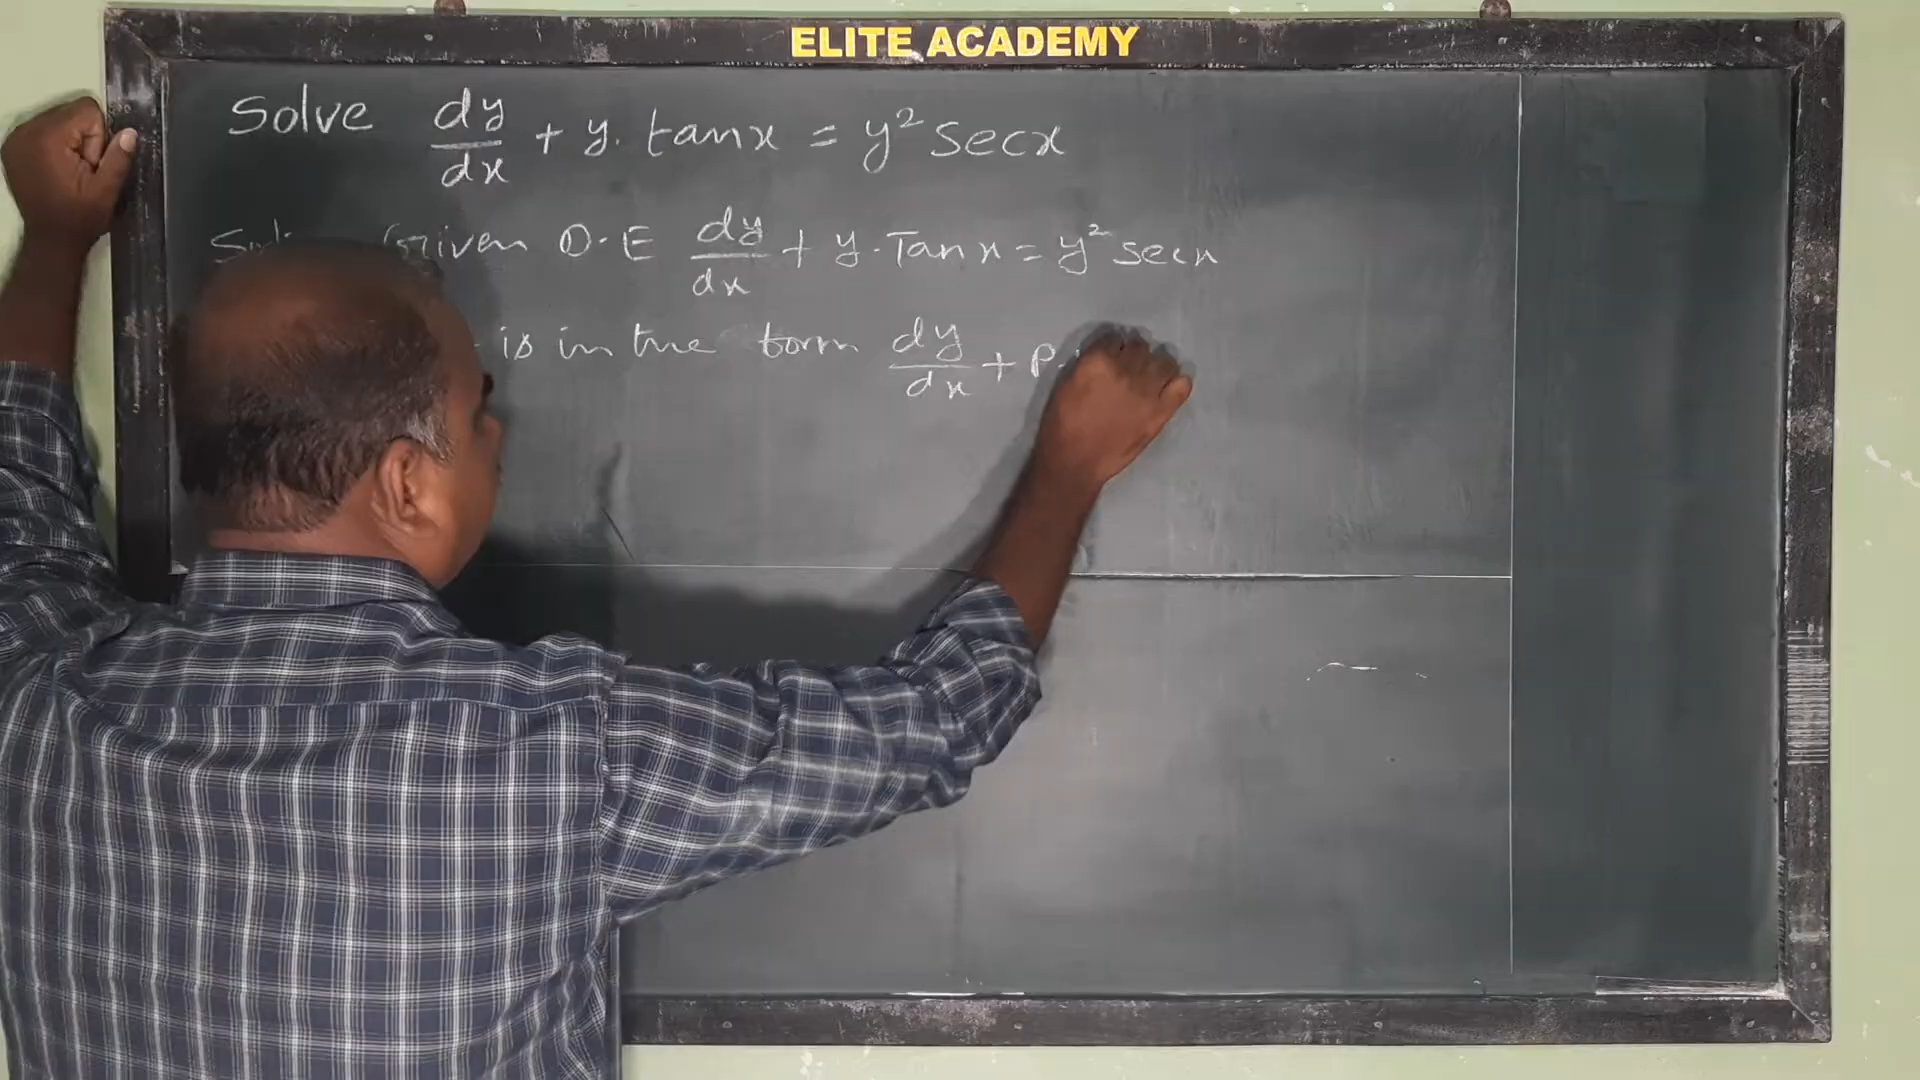 ELITE ACADEMY
Solve dy/dx + y. tanx = y² secx
Given D.E dy/dx + y. Tan x = y² secx
is in the form dy/dx + P.